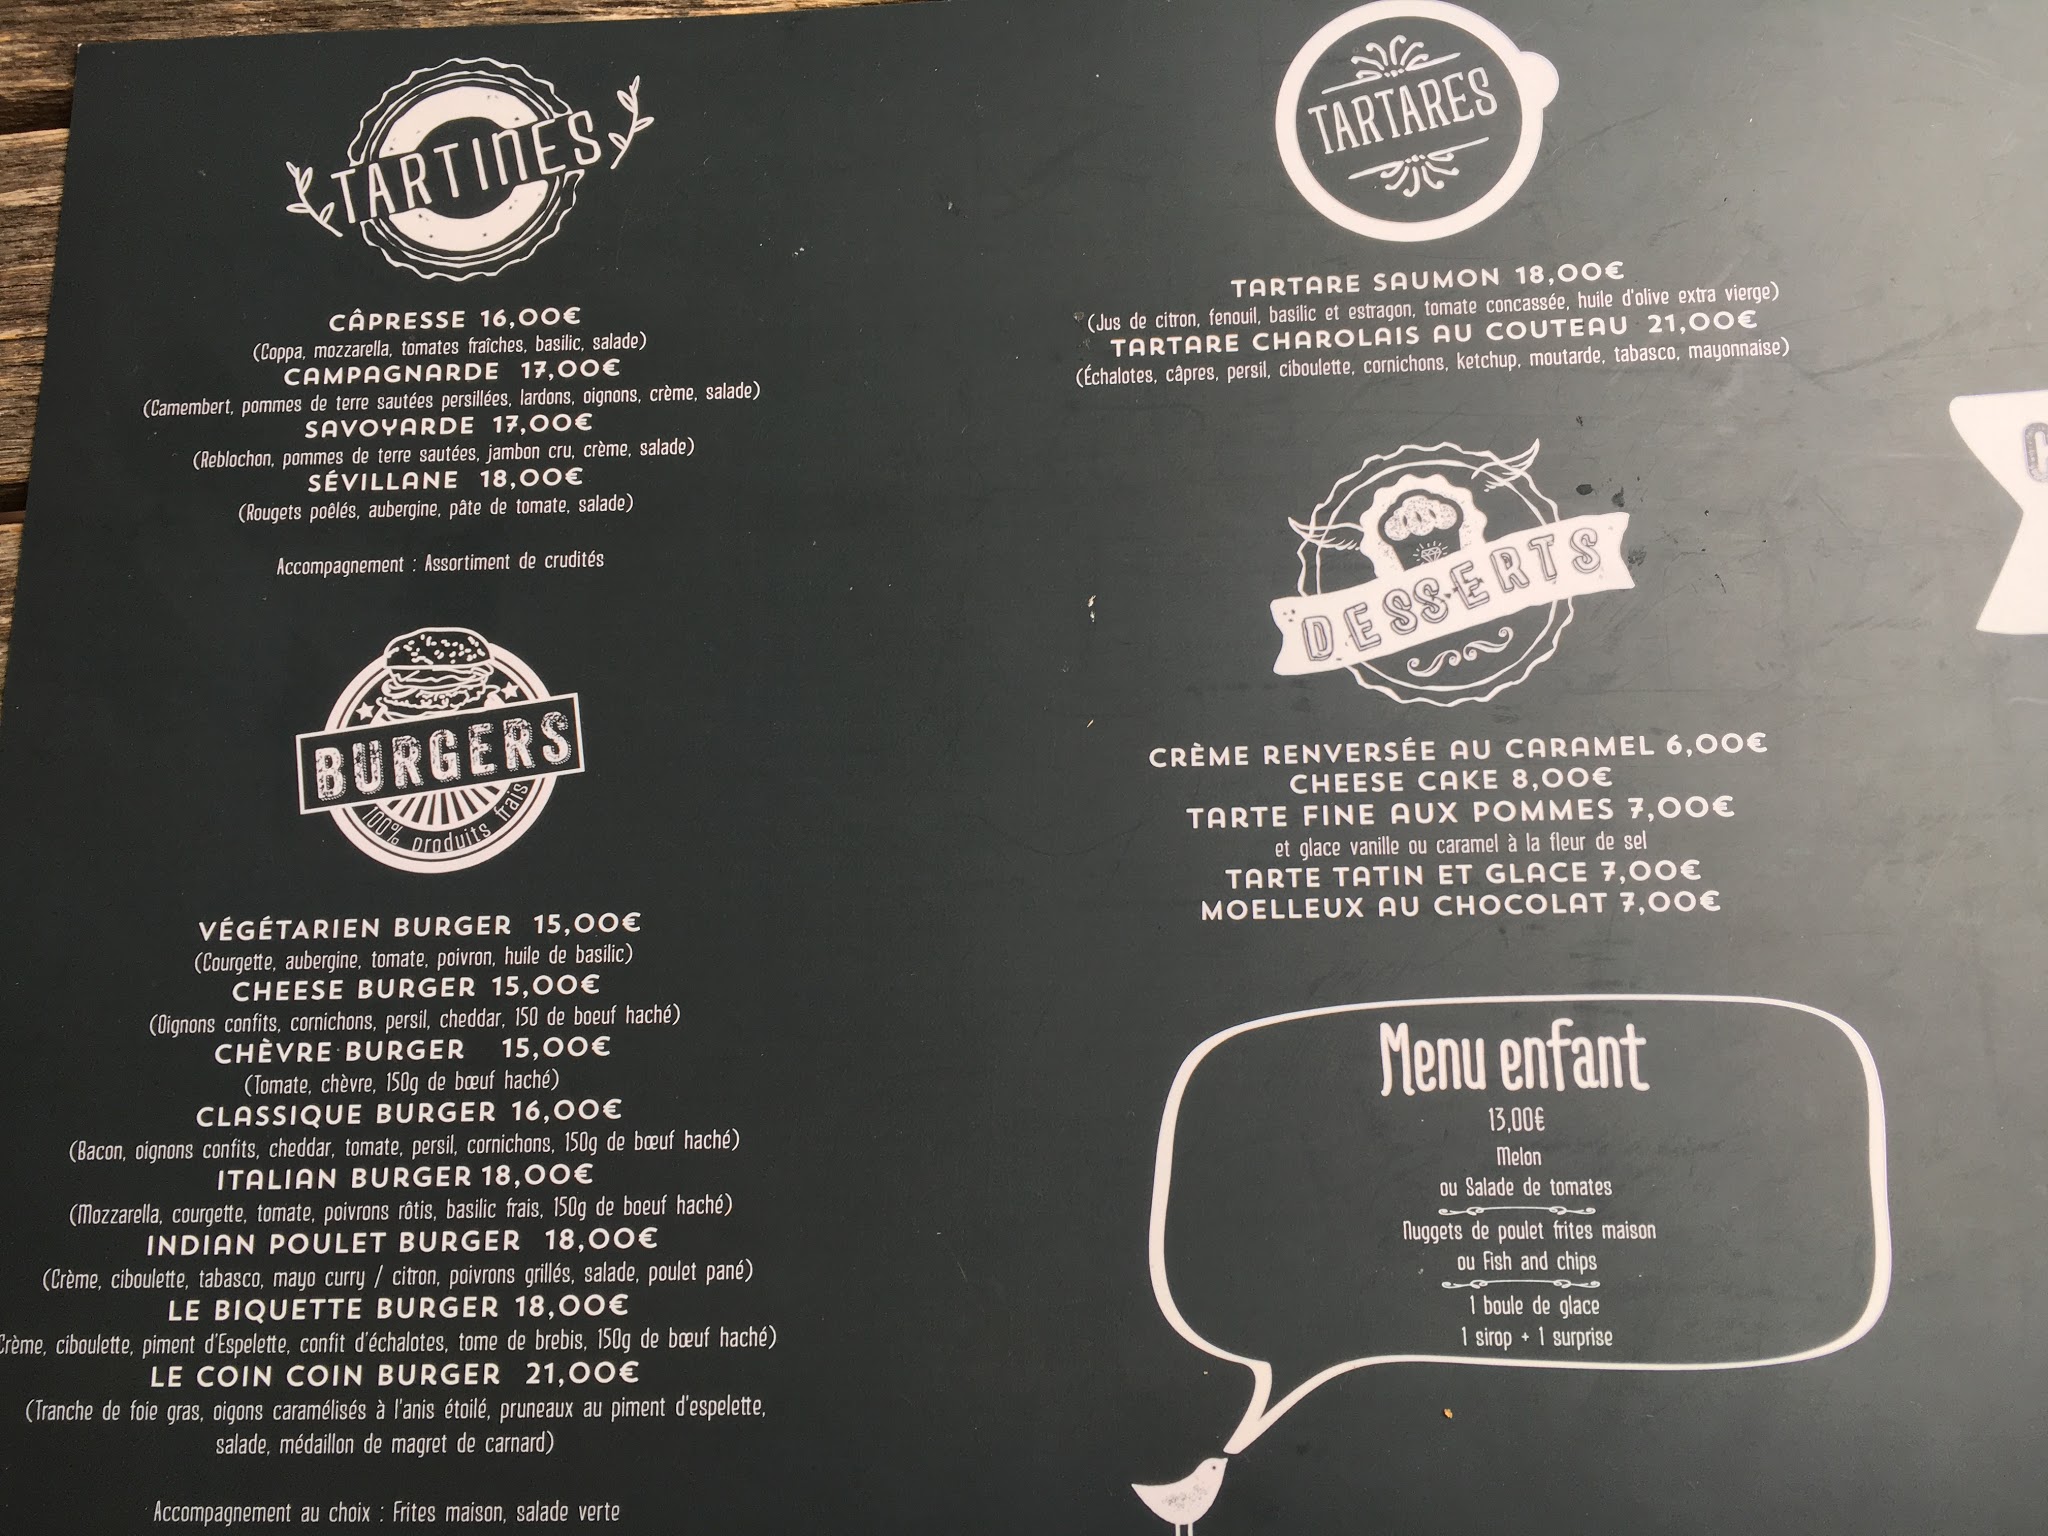 TARTINES
CÂPRESSE 16,00€
(Coppa, mozzarella, tomates fraîches, basilic, salade)
CAMPAGNARDE 17,00€
(Camembert, pommes de terre sautées persillées, lardons, oignons, crème, salade)
SAVOYARDE 17,00€
(Reblochon, pommes de terre sautées, jambon cru, crème, salade)
SÉVILLANE 18,00€
(Rougets poêlés, aubergine, pâte de tomate, salade)
Accompagnement : Assortiment de crudités
BURGERS
100% produits frais
VÉGÉTARIEN BURGER 15,00€
(Courgette, aubergine, tomate, poivron, huile de basilic)
CHEESE BURGER 15,00€
(Oignons confits, cornichons, persil, cheddar, 150 de boeuf haché)
CHÈVRE BURGER 15,00€
(Tomate, chèvre, 150g de bœuf haché)
CLASSIQUE BURGER 16,00€
(Bacon, oignons confits, cheddar, tomate, persil, cornichons, 150g de bœuf haché)
ITALIAN BURGER 18,00€
(Mozzarella, courgette, tomate, poivrons rôtis, basilic frais, 150g de boeuf haché)
INDIAN POULET BURGER 18,00€
(Crème, ciboulette, tabasco, mayo curry / citron, poivrons grillés, salade, poulet pané)
LE BIQUETTE BURGER 18,00€
Crème, ciboulette, piment d'Espelette, confit d'échalotes, tome de brebis, 150g de bœuf haché)
LE COIN COIN BURGER 21,00€
(Tranche de foie gras, oigons caramélisés à l'anis étoilé, pruneaux au piment d'espelette,
salade, médaillon de magret de carnard)
Accompagnement au choix : Frites maison, salade verte
TARTARES
TARTARE SAUMON 18,00€
(Jus de citron, fenouil, basilic et estragon, tomate concassée, huile d'olive extra vierge)
TARTARE CHAROLAIS AU COUTEAU 21,00€
(Échalotes, câpres, persil, ciboulette, cornichons, ketchup, moutarde, tabasco, mayonnaise)
DESSERTS
CRÈME RENVERSÉE AU CARAMEL 6,00€
CHEESE CAKE 8,00€
TARTE FINE AUX POMMES 7,00€
et glace vanille ou caramel à la fleur de sel
TARTE TATIN ET GLACE 7,00€
MOELLEUX AU CHOCOLAT 7,00€
Menu enfant
13,00€
Melon
ou Salade de tomates
Nuggets de poulet frites maison
ou Fish and chips
1 boule de glace
1 sirop + 1 surprise